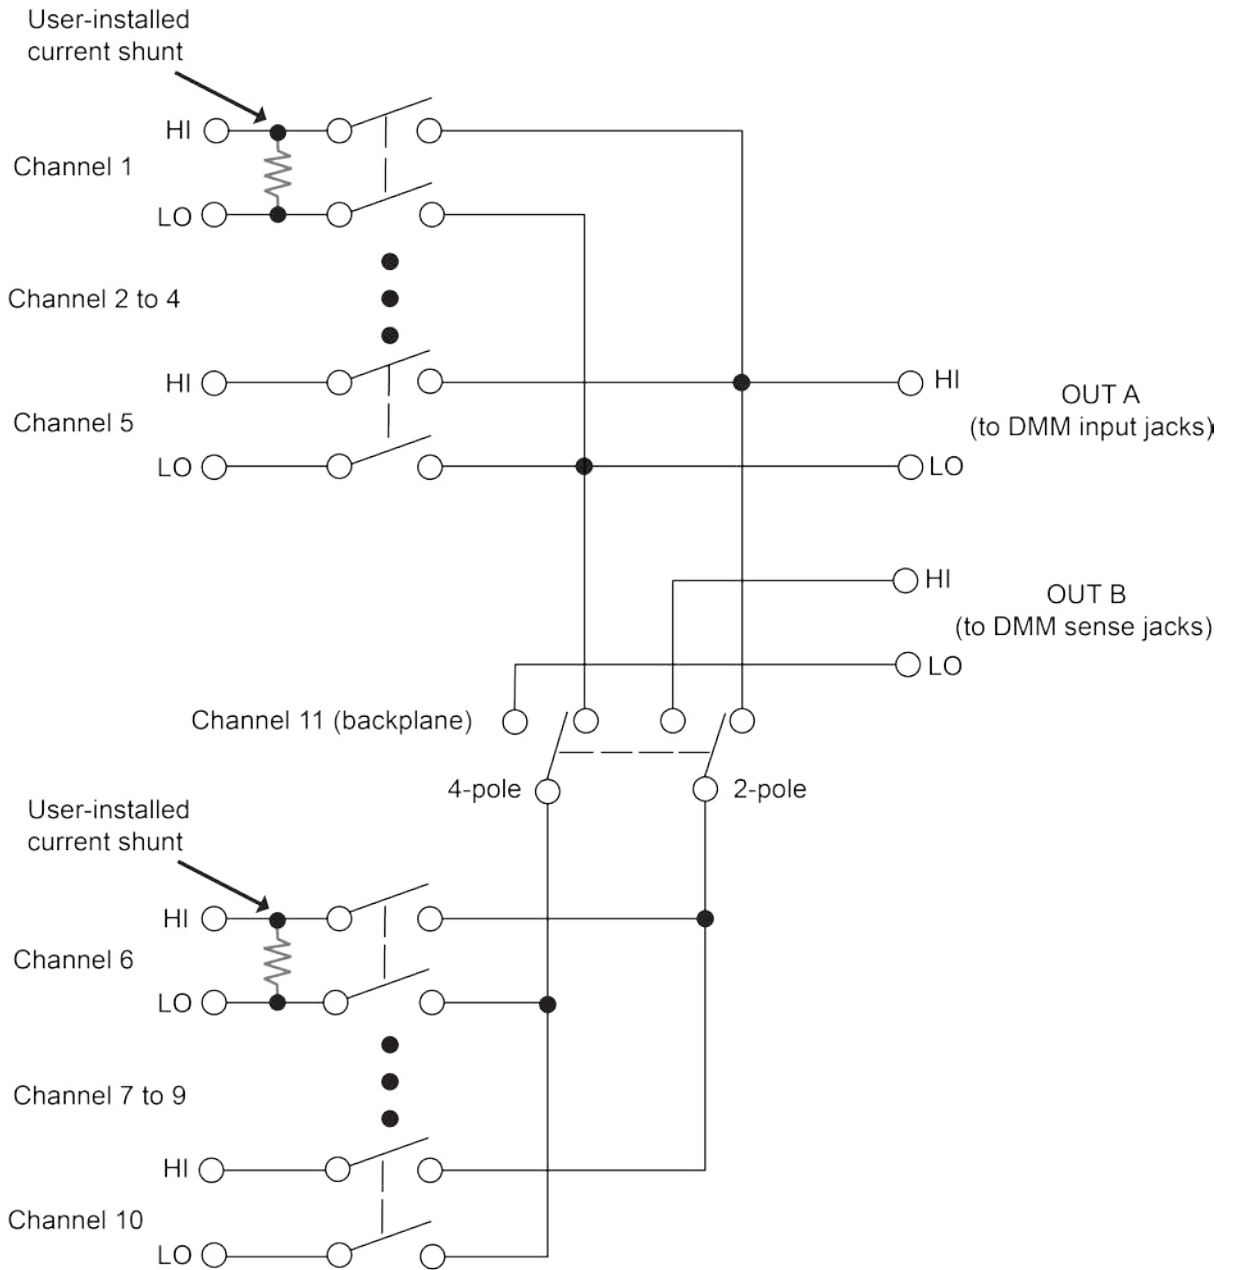 User-installed
current shunt
HI
Channel 1
LO
Channel 2 to 4
HI
HI
Channel 5
OUT A
(to DMM input jacks)
LO
LO
HI
OUT B
(to DMM sense jacks)
LO
Channel 11 (backplane)
4-pole
2-pole
User-installed
current shunt
HI
Channel 6
LO
Channel 7 to 9
HI
Channel 10
LO